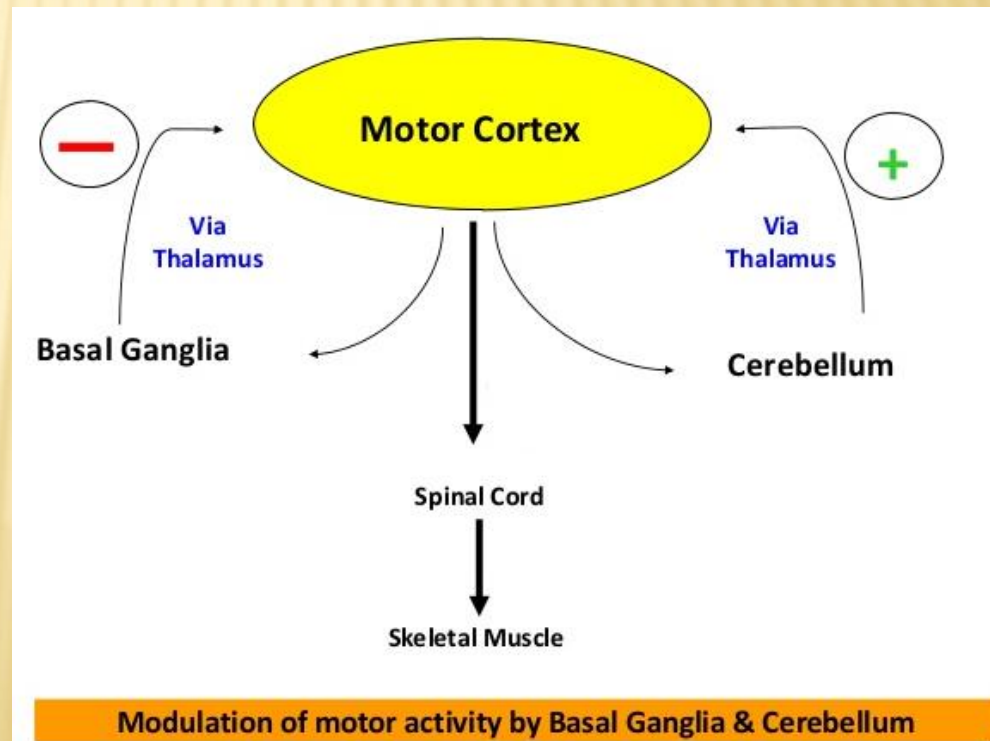 Motor Cortex
−
+
Via
Thalamus
Via
Thalamus
Basal Ganglia
Cerebellum
Spinal Cord
Skeletal Muscle
Modulation of motor activity by Basal Ganglia & Cerebellum